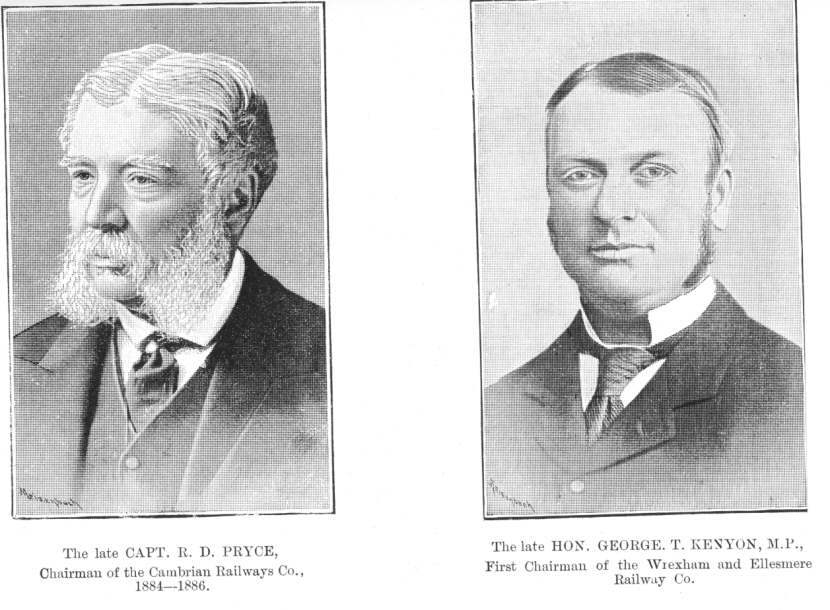 The late CAPT. R. D. PRYCE,
Chairman of the Cambrian Railways Co.,
1884—1886.
The late HON. GEORGE. T. KENYON, M.P.,
First Chairman of the Wrexham and Ellesmere
Railway Co.